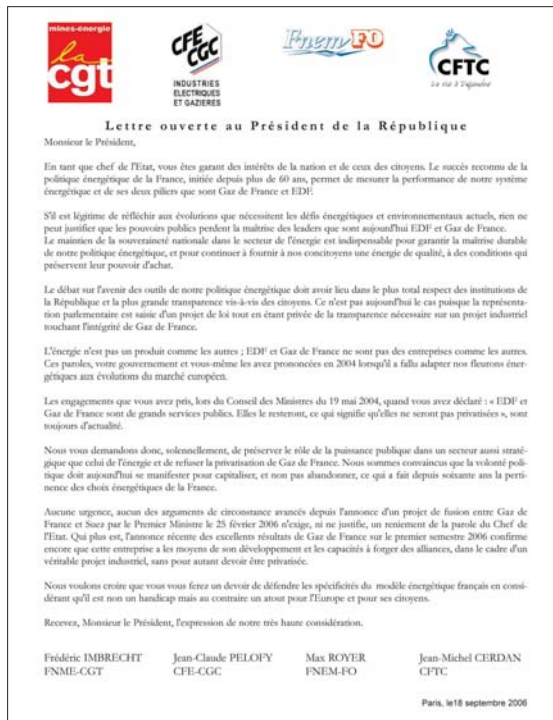 mines-énergie
la
cgt
CFE
CGC
INDUSTRIES
ELECTRIQUES
ET GAZIERES
Fnem FO
CFTC
La vie à défendre
Lettre ouverte au Président de la République
Monsieur le Président,
En tant que chef de l'Etat, vous êtes garant des intérêts de la nation et de ceux des citoyens. Le succès reconnu de la
politique énergétique de la France, initiée depuis plus de 60 ans, permet de mesurer la performance de notre système
énergétique et de ses deux piliers que sont Gaz de France et EDF.
S'il est légitime de réfléchir aux évolutions que nécessitent les défis énergétiques et environnementaux actuels, rien ne
peut justifier que les pouvoirs publics perdent la maîtrise des leaders que sont aujourd'hui EDF et Gaz de France.
Le maintien de la souveraineté nationale dans le secteur de l'énergie est indispensable pour garantir la maîtrise durable
de notre politique énergétique, et pour continuer à fournir à nos concitoyens une énergie de qualité, à des conditions qui
préservent leur pouvoir d'achat.
Le débat sur l'avenir des outils de notre politique énergétique doit avoir lieu dans le plus total respect des institutions de
la République et la plus grande transparence vis-à-vis des citoyens. Ce n'est pas aujourd'hui le cas puisque la représenta-
tion parlementaire est saisie d'un projet de loi tout en étant privée de la transparence nécessaire sur un projet industriel
touchant l'intégrité de Gaz de France.
L'énergie n'est pas un produit comme les autres ; EDF et Gaz de France ne sont pas des entreprises comme les autres.
Ces paroles, votre gouvernement et vous-même les avez prononcées en 2004 lorsqu'il a fallu adapter nos fleurons éner-
gétiques aux évolutions du marché européen.
Les engagements que vous avez pris, lors du Conseil des Ministres du 19 mai 2004, quand vous avez déclaré : « EDF et
Gaz de France sont de grands services publics. Elles le resteront, ce qui signifie qu'elles ne seront pas privatisées », sont
toujours d'actualité.
Nous vous demandons donc, solennellement, de préserver le rôle de la puissance publique dans un secteur aussi straté-
gique que celui de l'énergie et de refuser la privatisation de Gaz de France. Nous sommes convaincus que la volonté poli-
tique doit aujourd'hui se manifester pour capitaliser, et non pas abandonner, ce qui a fait depuis soixante ans la perti-
nence des choix énergétiques de la France.
Aucune urgence, aucun des arguments de circonstance avancés depuis l'annonce d'un projet de fusion entre Gaz de
France et Suez par le Premier Ministre le 25 février 2006 n'exige, ni ne justifie, un reniement de la parole du Chef de
l'Etat. Qui plus est, l'annonce récente des excellents résultats de Gaz de France sur le premier semestre 2006 confirme
encore que cette entreprise a les moyens de son développement et les capacités à forger des alliances, dans le cadre d'un
véritable projet industriel, sans pour autant devoir être privatisée.
Nous voulons croire que vous vous ferez un devoir de défendre les spécificités du modèle énergétique français en consi-
dérant qu'il est non un handicap mais au contraire un atout pour l'Europe et pour ses citoyens.
Recevez, Monsieur le Président, l'expression de notre très haute considération.
Frédéric IMBRECHT Jean-Claude PELOFY Max ROYER Jean-Michel CERDAN
FNME-CGT CFE-CGC FNEM-FO CFTC
Paris, le18 septembre 2006